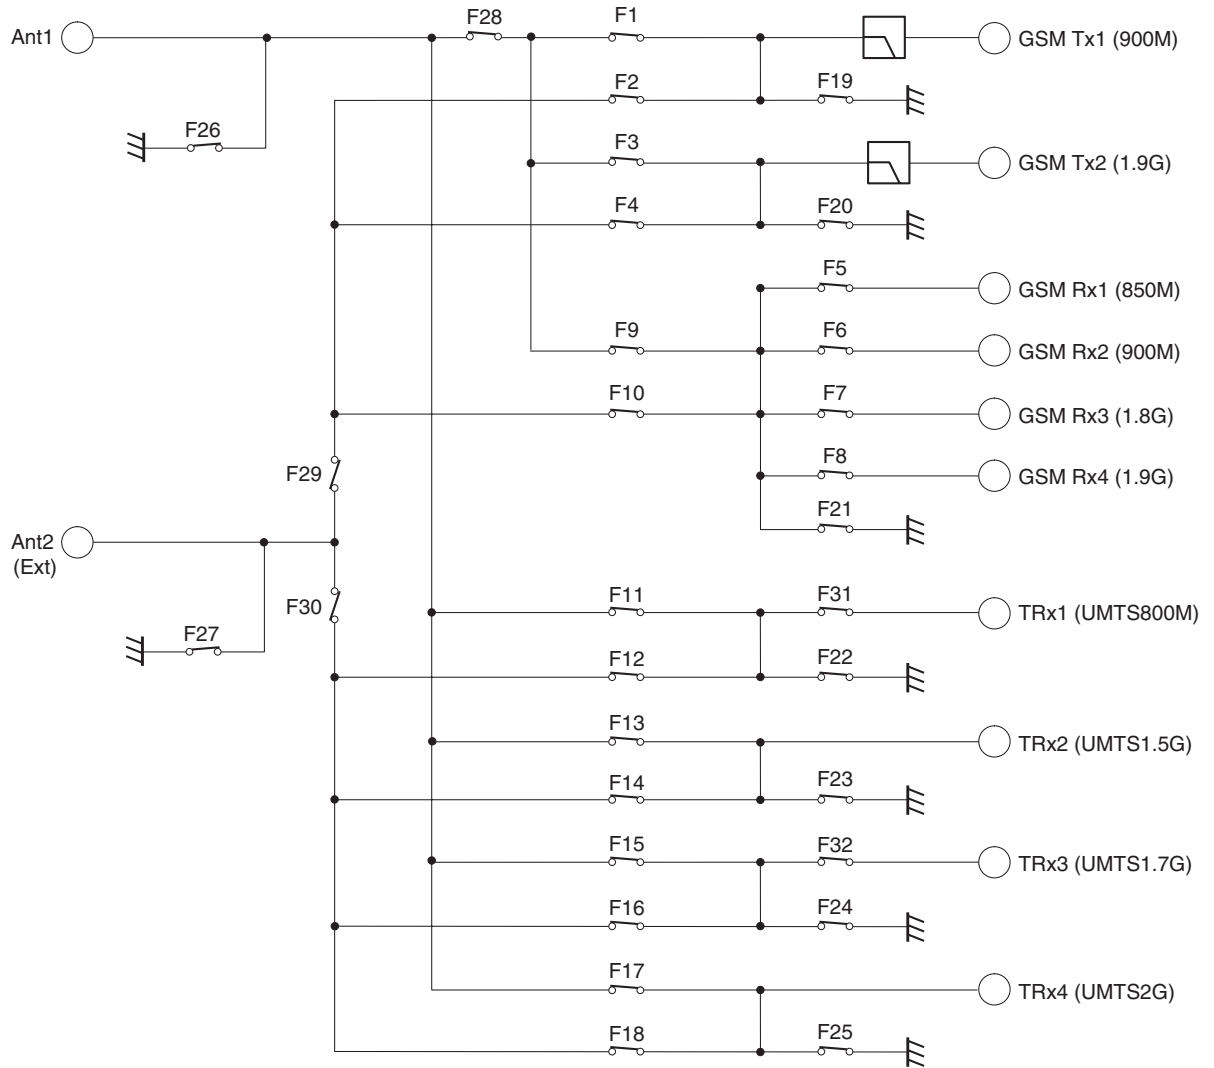 F28
F1
Ant1
GSM Tx1 (900M)
F2
F19
F26
F3
GSM Tx2 (1.9G)
F4
F20
F5
GSM Rx1 (850M)
F9
F6
GSM Rx2 (900M)
F10
F7
GSM Rx3 (1.8G)
F29
F8
GSM Rx4 (1.9G)
F21
Ant2
(Ext)
F30
F11
F31
TRx1 (UMTS800M)
F27
F12
F22
F13
TRx2 (UMTS1.5G)
F14
F23
F15
F32
TRx3 (UMTS1.7G)
F16
F24
F17
TRx4 (UMTS2G)
F18
F25